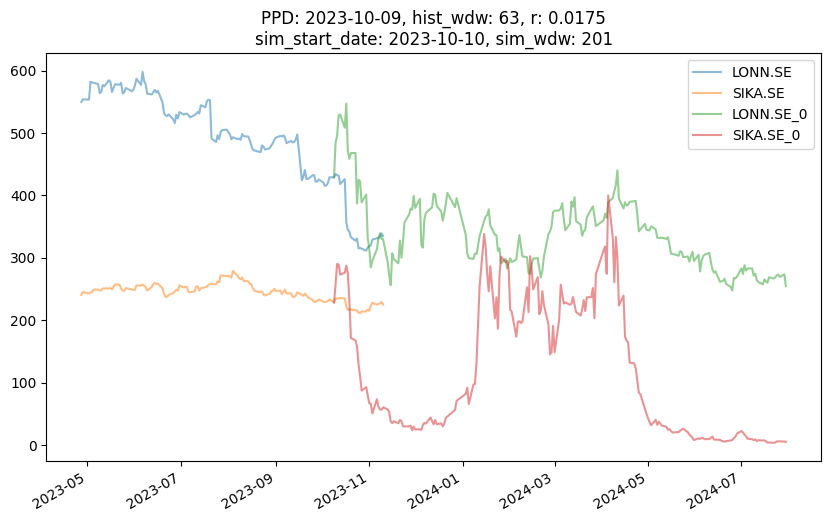 PPD: 2023-10-09, hist_wdw: 63, r: 0.0175
sim_start_date: 2023-10-10, sim_wdw: 201
LONN.SE
SIKA.SE
LONN.SE_0
SIKA.SE_0
600
500
400
300
200
100
0
2023-05
2023-07
2023-09
2023-11
2024-01
2024-03
2024-05
2024-07